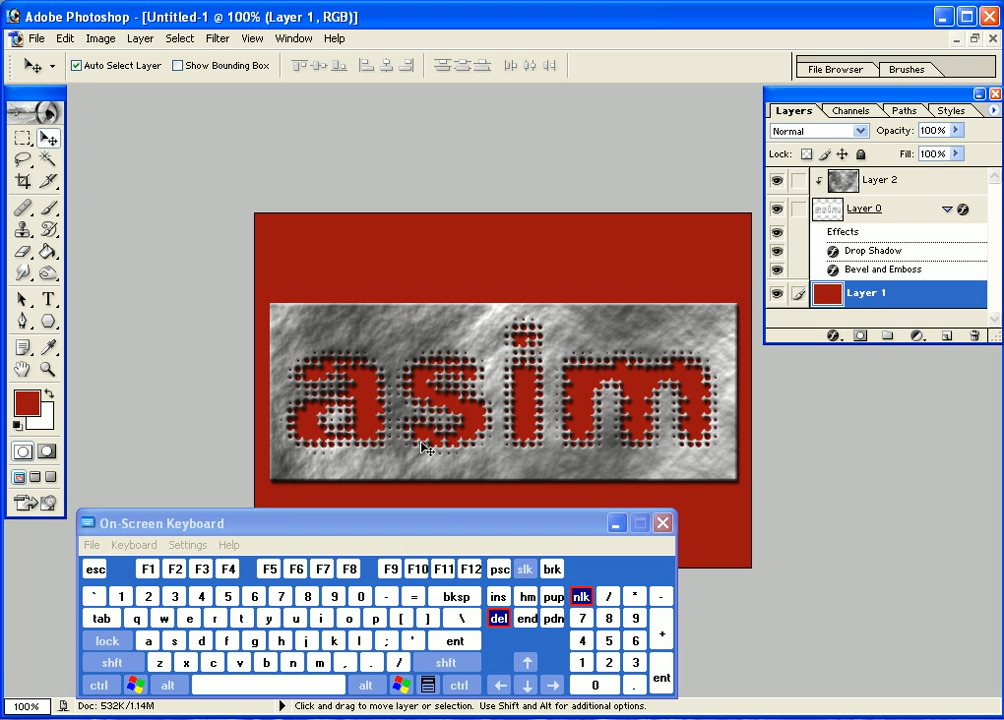 Adobe Photoshop - [Untitled-1 @ 100% (Layer 1, RGB)]
File Edit Image Layer Select Filter View Window Help
Auto Select Layer Show Bounding Box
File Browser Brushes
Layers Channels Paths Styles
Normal Opacity: 100%
Lock: Fill: 100%
Layer 2
Layer 0
Effects
Drop Shadow
Bevel and Emboss
Layer 1
asim
On-Screen Keyboard
File Keyboard Settings Help
esc F1 F2 F3 F4 F5 F6 F7 F8 F9 F10 F11 F12 psc slk brk
` 1 2 3 4 5 6 7 8 9 0 - = bksp ins hm pup nlk / * -
tab q w e r t y u i o p [ ] \ del end pdn 7 8 9 +
lock a s d f g h j k l ; ' ent 4 5 6
shft z x c v b n m , . / shft 1 2 3 ent
ctrl alt alt ctrl 0 .
100% Doc: 532K/1.14M Click and drag to move layer or selection. Use Shift and Alt for additional options.